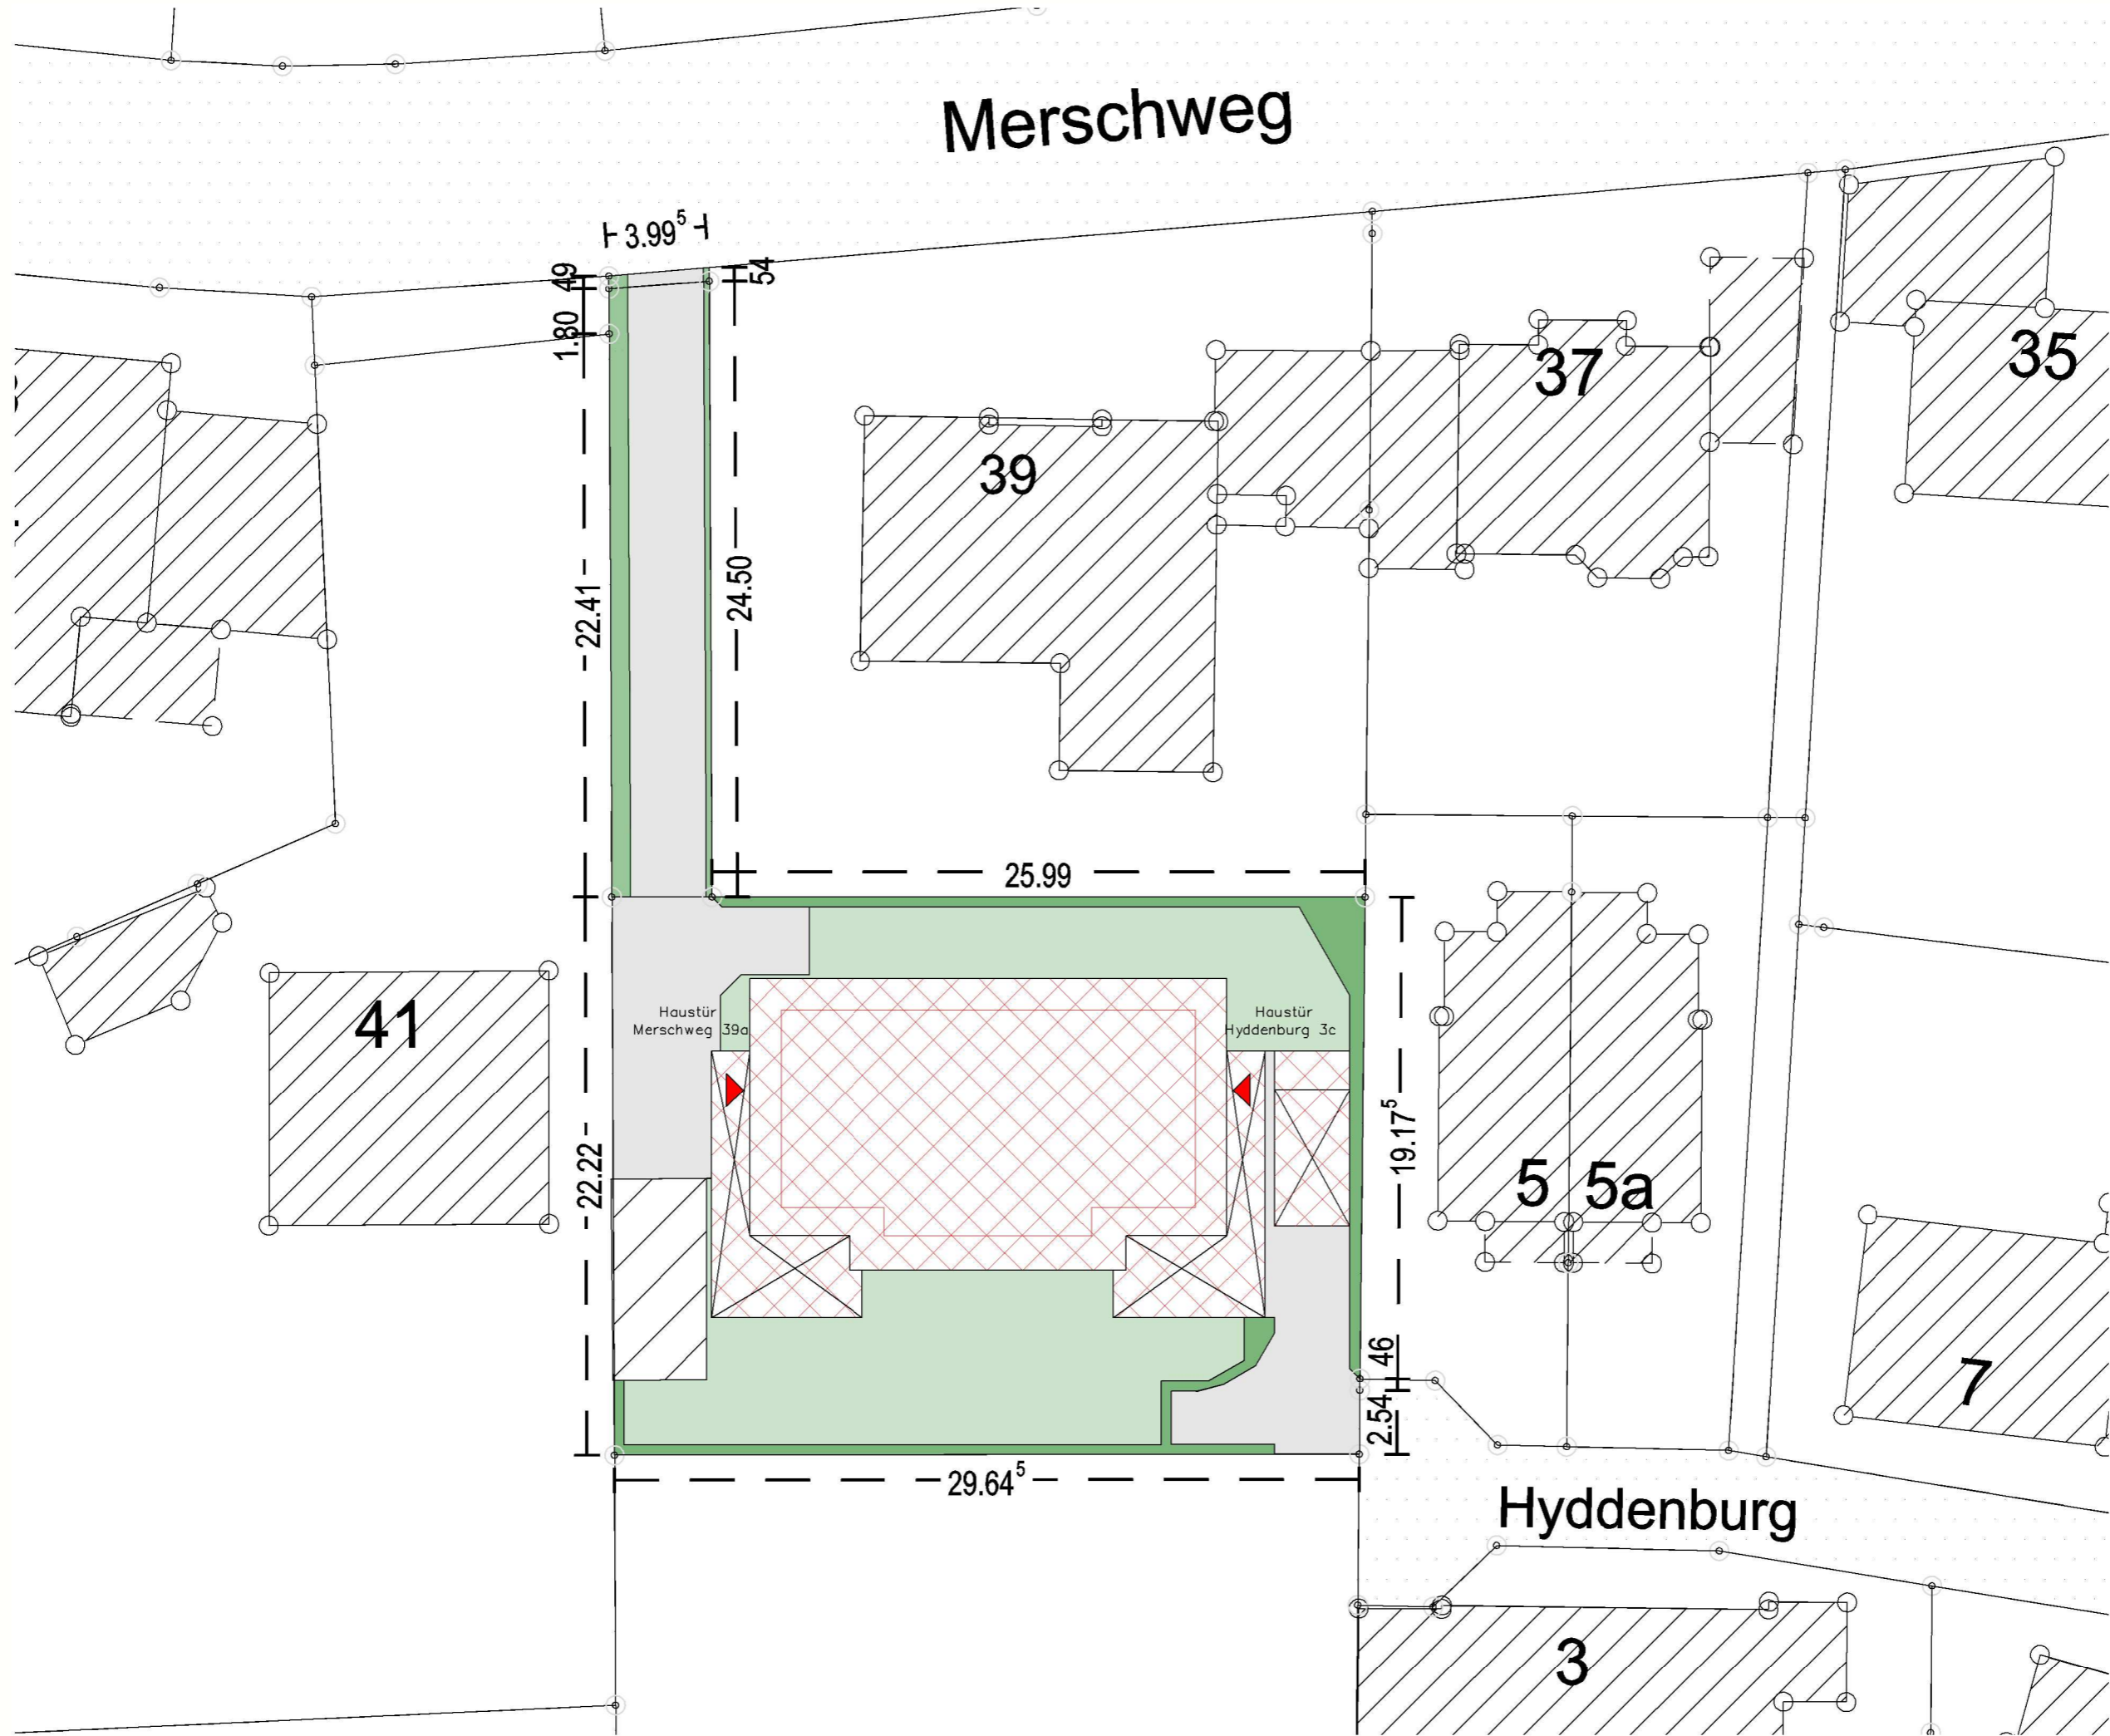 Merschweg
⊢3.99⁵⊣
49
54
1.80
37
35
39
22.41
24.50
25.99
Haustür
Merschweg 39a
Haustür
Hyddenburg 3c
41
19.17⁵
22.22
5
5a
46
2.54
7
29.64⁵
Hyddenburg
3